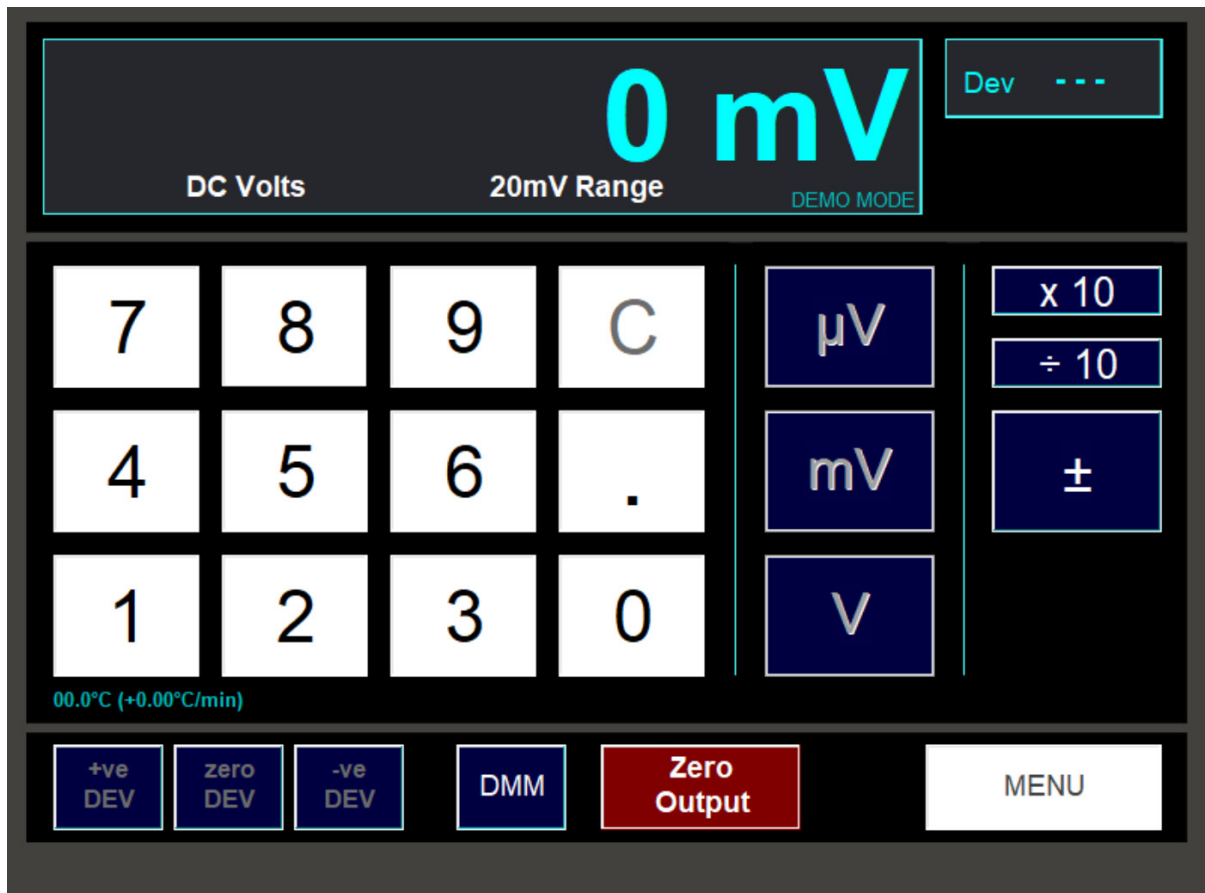 0 mV
Dev ---
DC Volts 20mV Range
DEMO MODE
7 8 9 C µV x 10
÷ 10
4 5 6 . mV ±
1 2 3 0 V
00.0°C (+0.00°C/min)
+ve DEV
zero DEV
-ve DEV
DMM
Zero
Output
MENU